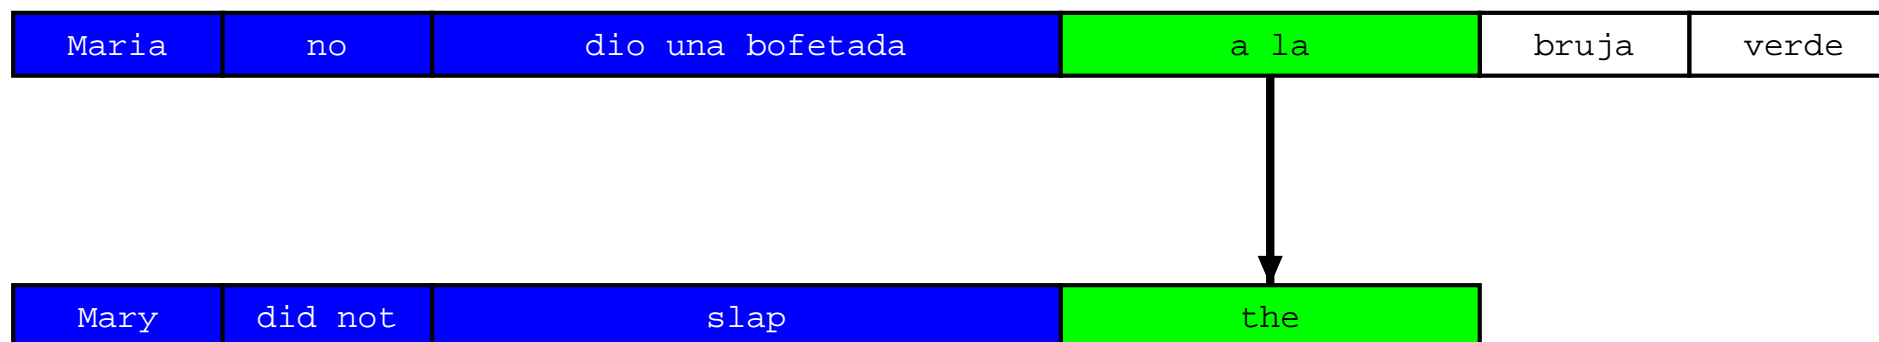 Maria no dio una bofetada a la bruja verde
Mary did not slap the